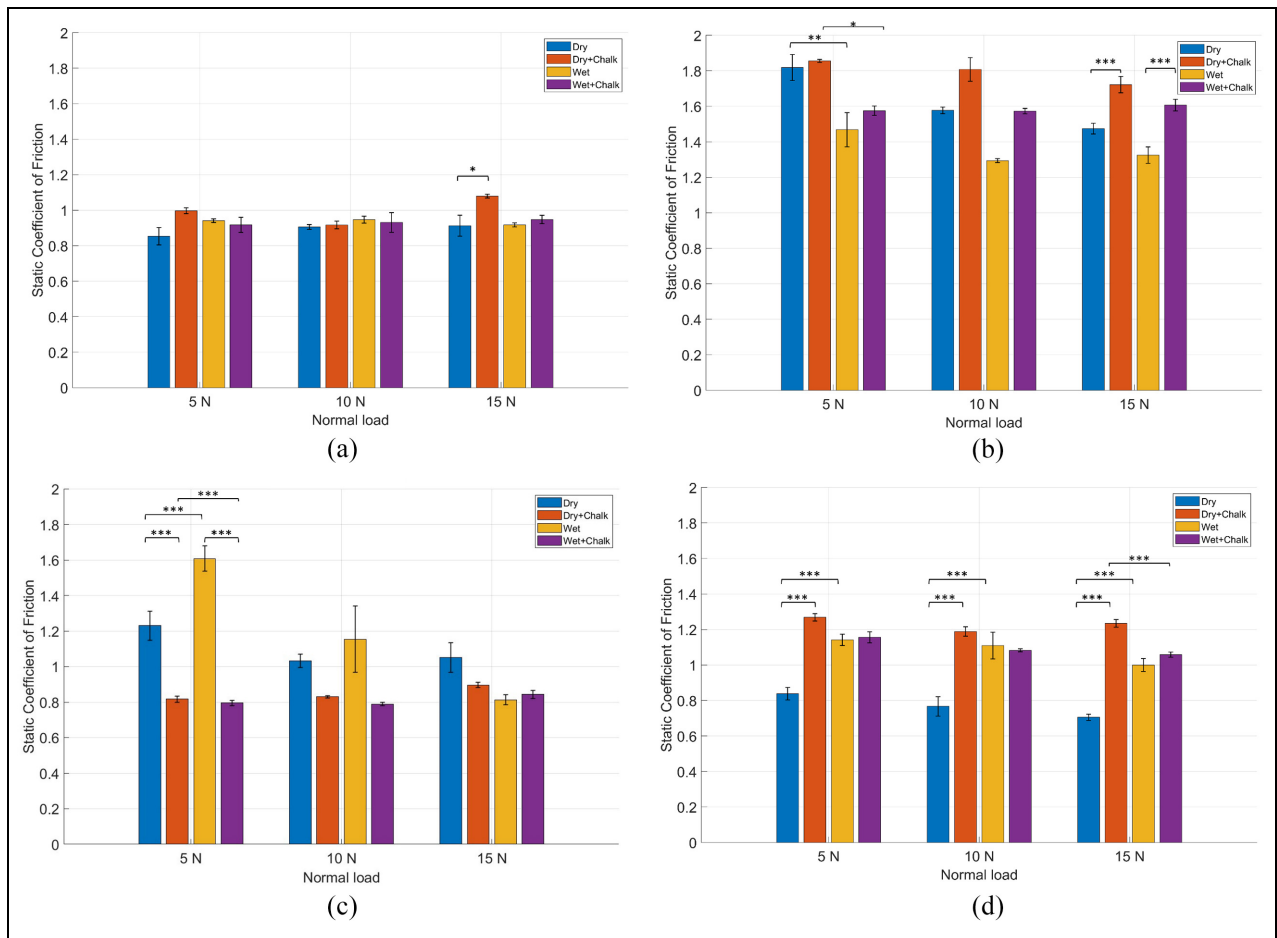 2
1.8
1.6
1.4
1.2
1
0.8
0.6
0.4
0.2
0
Static Coefficient of Friction
Dry
Dry+Chalk
Wet
Wet+Chalk
*
5 N 10 N 15 N
Normal load
(a)
2
1.8
1.6
1.4
1.2
1
0.8
0.6
0.4
0.2
0
Static Coefficient of Friction
Dry
Dry+Chalk
Wet
Wet+Chalk
*
**
*** ***
5 N 10 N 15 N
Normal load
(b)
2
1.8
1.6
1.4
1.2
1
0.8
0.6
0.4
0.2
0
Static Coefficient of Friction
Dry
Dry+Chalk
Wet
Wet+Chalk
***
***
*** ***
5 N 10 N 15 N
Normal load
(c)
2
1.8
1.6
1.4
1.2
1
0.8
0.6
0.4
0.2
0
Static Coefficient of Friction
Dry
Dry+Chalk
Wet
Wet+Chalk
***
*** *** ***
*** *** ***
5 N 10 N 15 N
Normal load
(d)